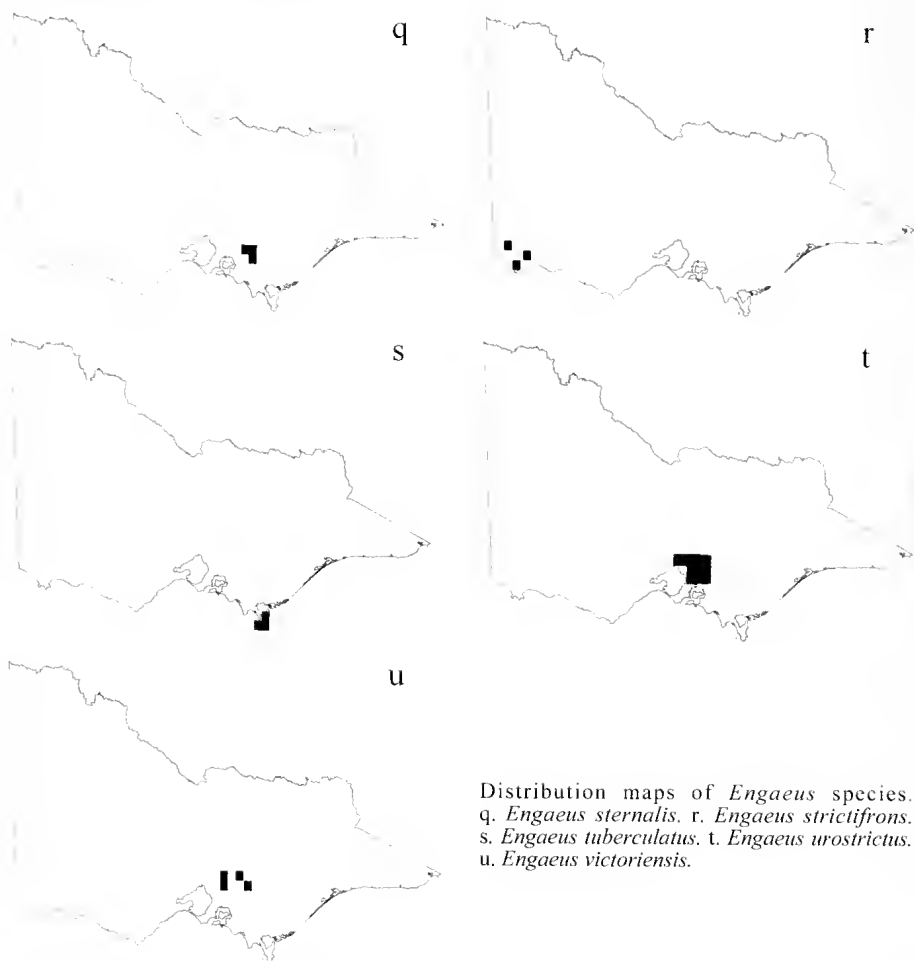 q
r
s
t
u
Distribution maps of Engaeus species.
q. Engaeus sternalis. r. Engaeus strictifrons.
s. Engaeus tuberculatus. t. Engaeus urostrictus.
u. Engaeus victoriensis.